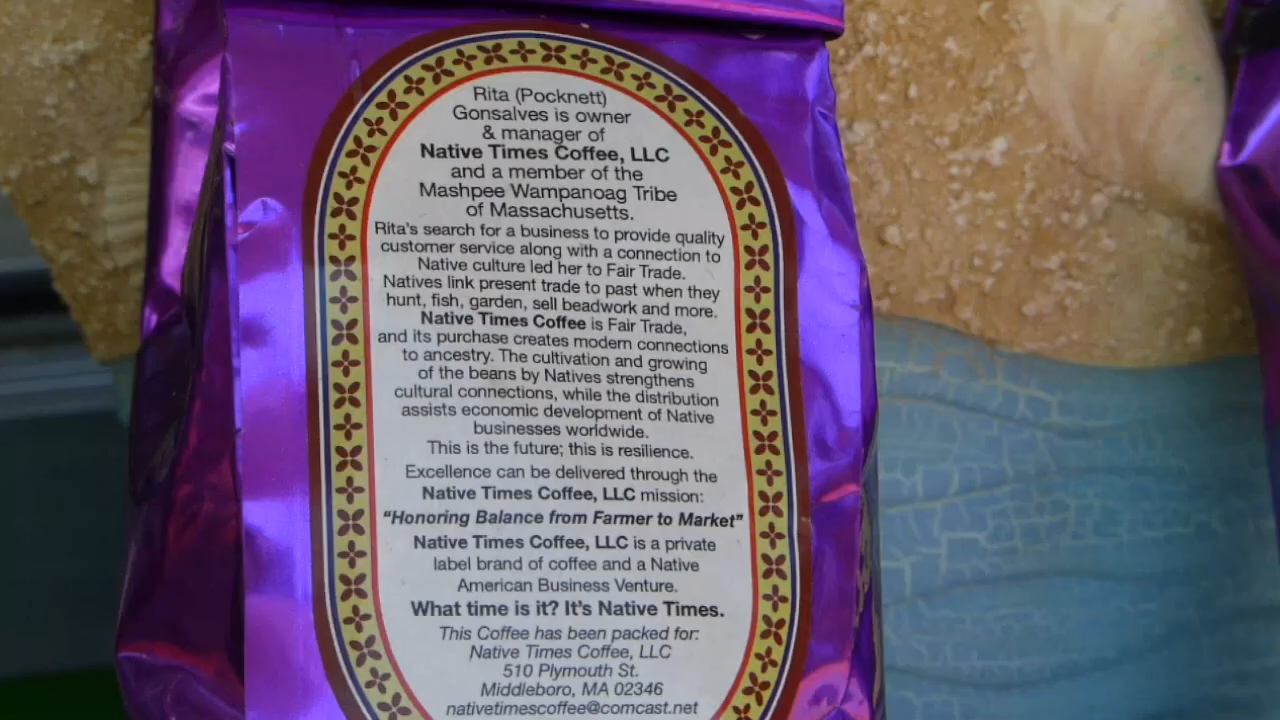 Rita (Pocknett)
Gonsalves is owner
& manager of
Native Times Coffee, LLC
and a member of the
Mashpee Wampanoag Tribe
of Massachusetts.
Rita's search for a business to provide quality
customer service along with a connection to
Native culture led her to Fair Trade.
Natives link present trade to past when they
hunt, fish, garden, sell beadwork and more.
Native Times Coffee is Fair Trade,
and its purchase creates modern connections
to ancestry. The cultivation and growing
of the beans by Natives strengthens
cultural connections, while the distribution
assists economic development of Native
businesses worldwide.
This is the future; this is resilience.
Excellence can be delivered through the
Native Times Coffee, LLC mission:
"Honoring Balance from Farmer to Market"
Native Times Coffee, LLC is a private
label brand of coffee and a Native
American Business Venture.
What time is it? It's Native Times.
This Coffee has been packed for:
Native Times Coffee, LLC
510 Plymouth St.
Middleboro, MA 02346
nativetimescoffee@comcast.net